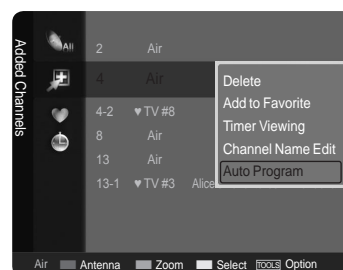 Added Channels
All
2 Air
4 Air
4-2 ♥ TV #8
8 Air
13 Air
13-1 ♥ TV #3 Alice
Delete
Add to Favorite
Timer Viewing
Channel Name Edit
Auto Program
Air Antenna Zoom Select TOOLS Option